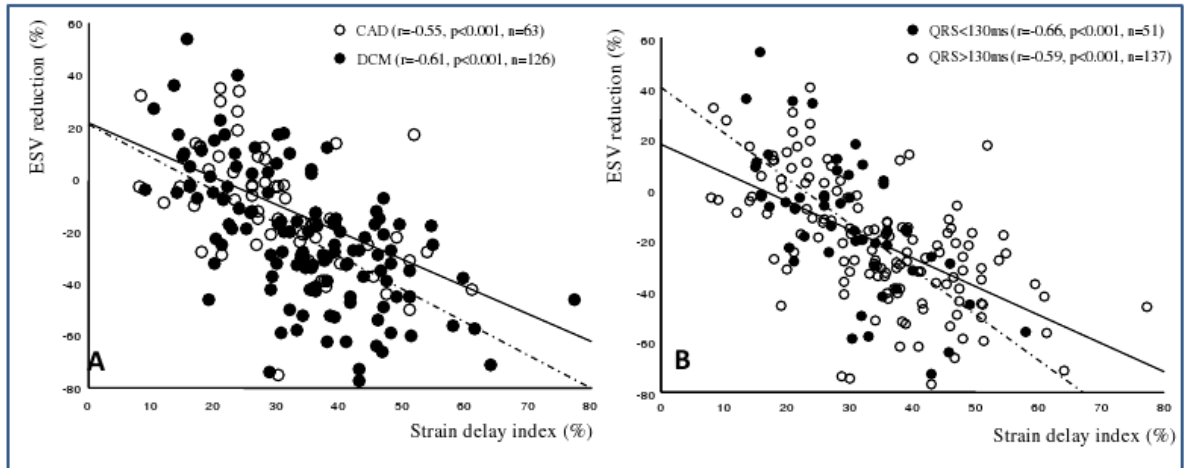 CAD (r=-0.55, p<0.001, n=63)
DCM (r=-0.61, p<0.001, n=126)
ESV reduction (%)
60
40
20
0
-20
-40
-60
-80
A
0 10 20 30 40 50 60 70 80
Strain delay index (%)
QRS<130ms (r=-0.66, p<0.001, n=51)
QRS>130ms (r=-0.59, p<0.001, n=137)
ESV reduction (%)
60
40
20
0
-20
-40
-60
-80
B
0 10 20 30 40 50 60 70 80
Strain delay index (%)